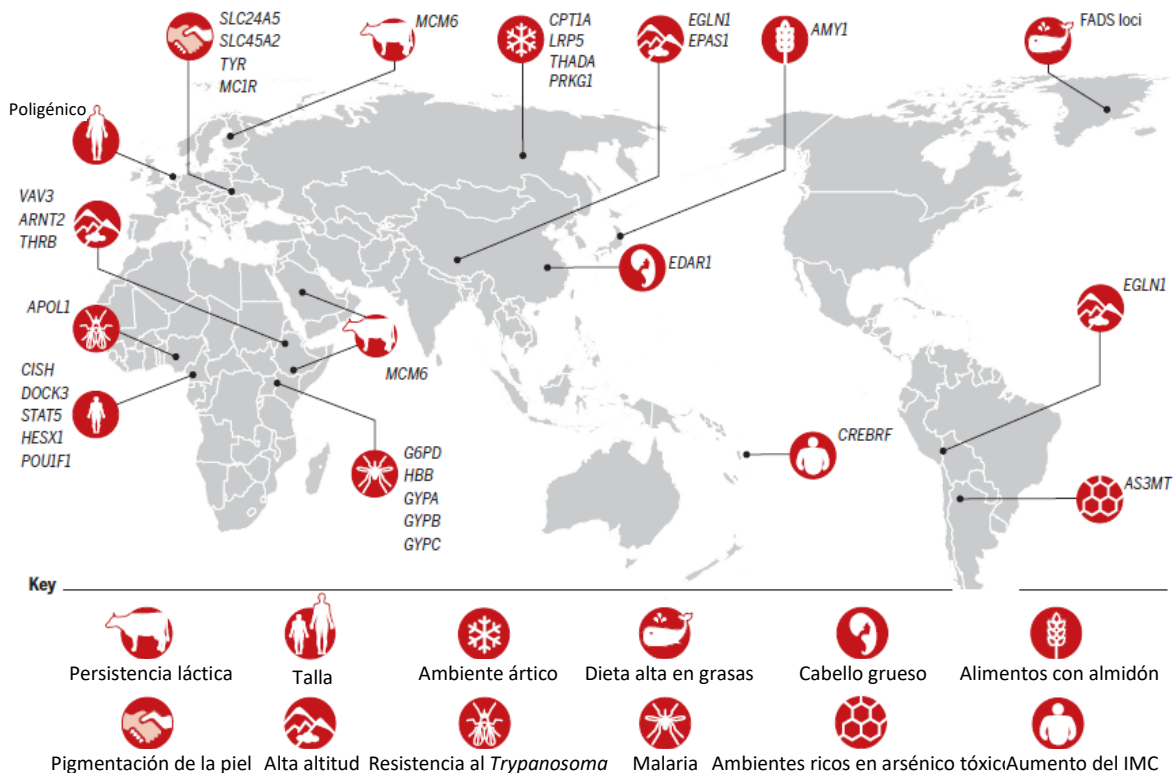 SLC24A5
SLC45A2
TYR
MC1R
MCM6
CPT1A
LRP5
THADA
PRKG1
EGLN1
EPAS1
AMY1
FADS loci
Poligénico
VAV3
ARNT2
THRB
EDAR1
EGLN1
APOL1
MCM6
CISH
DOCK3
STAT5
HESX1
POU1F1
G6PD
HBB
GYPA
GYPB
GYPC
CREBRF
AS3MT
Key
Persistencia láctica
Talla
Ambiente ártico
Dieta alta en grasas
Cabello grueso
Alimentos con almidón
Pigmentación de la piel
Alta altitud
Resistencia al Trypanosoma
Malaria
Ambientes ricos en arsénico tóxic
Aumento del IMC